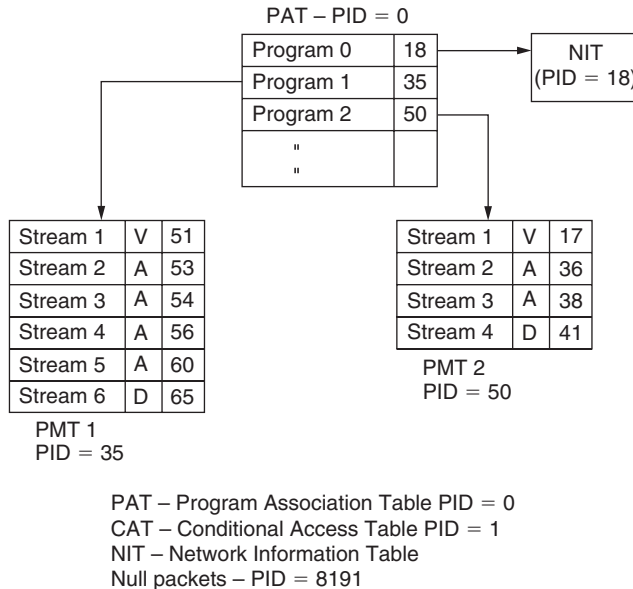 PAT – PID = 0
Program 0 18
Program 1 35
Program 2 50
"
"
NIT
(PID = 18)
Stream 1 V 51
Stream 2 A 53
Stream 3 A 54
Stream 4 A 56
Stream 5 A 60
Stream 6 D 65
PMT 1
PID = 35
Stream 1 V 17
Stream 2 A 36
Stream 3 A 38
Stream 4 D 41
PMT 2
PID = 50
PAT – Program Association Table PID = 0
CAT – Conditional Access Table PID = 1
NIT – Network Information Table
Null packets – PID = 8191